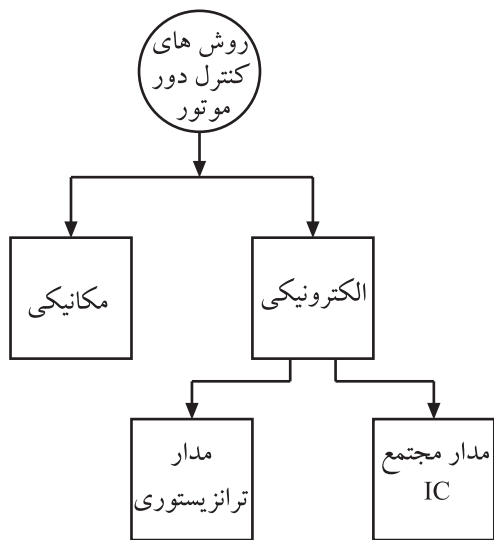 روش های
کنترل دور
موتور
الکترونیکی
مکانیکی
مدار مجتمع
IC
مدار
ترانزیستوری